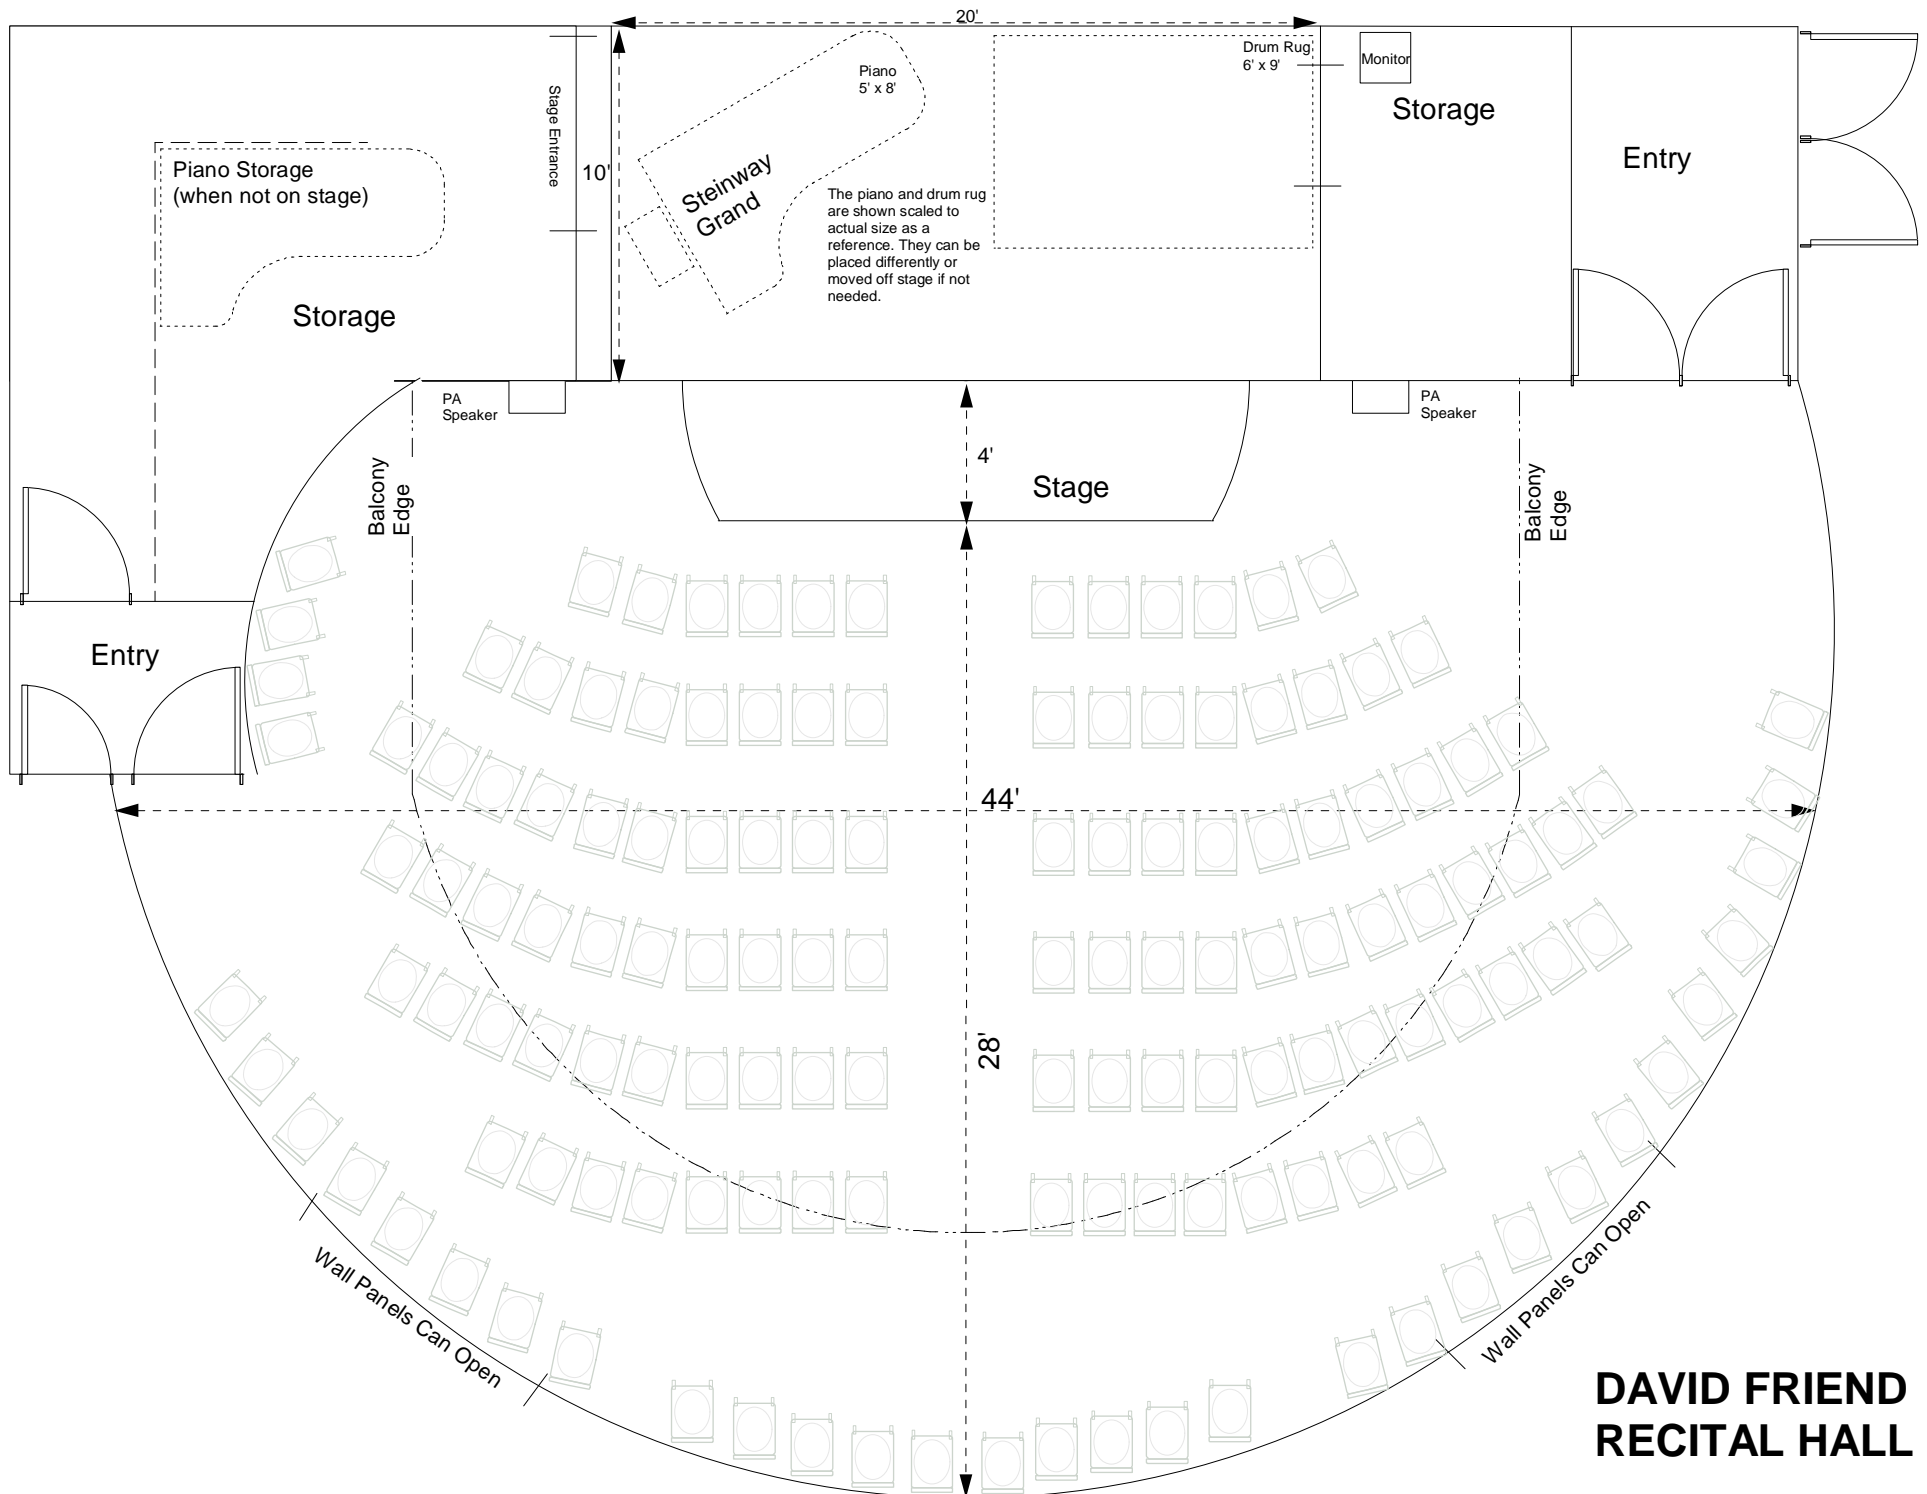 20'
Piano
5' x 8'
Drum Rug
6' x 9'
Monitor
Storage
Entry
Stage Entrance
10'
Piano Storage
(when not on stage)
Steinway
Grand
The piano and drum rug
are shown scaled to
actual size as a
reference. They can be
placed differently or
moved off stage if not
needed.
Storage
PA
Speaker
PA
Speaker
4'
Stage
Balcony
Edge
Balcony
Edge
Entry
44'
28'
Wall Panels Can Open
Wall Panels Can Open
DAVID FRIEND
RECITAL HALL